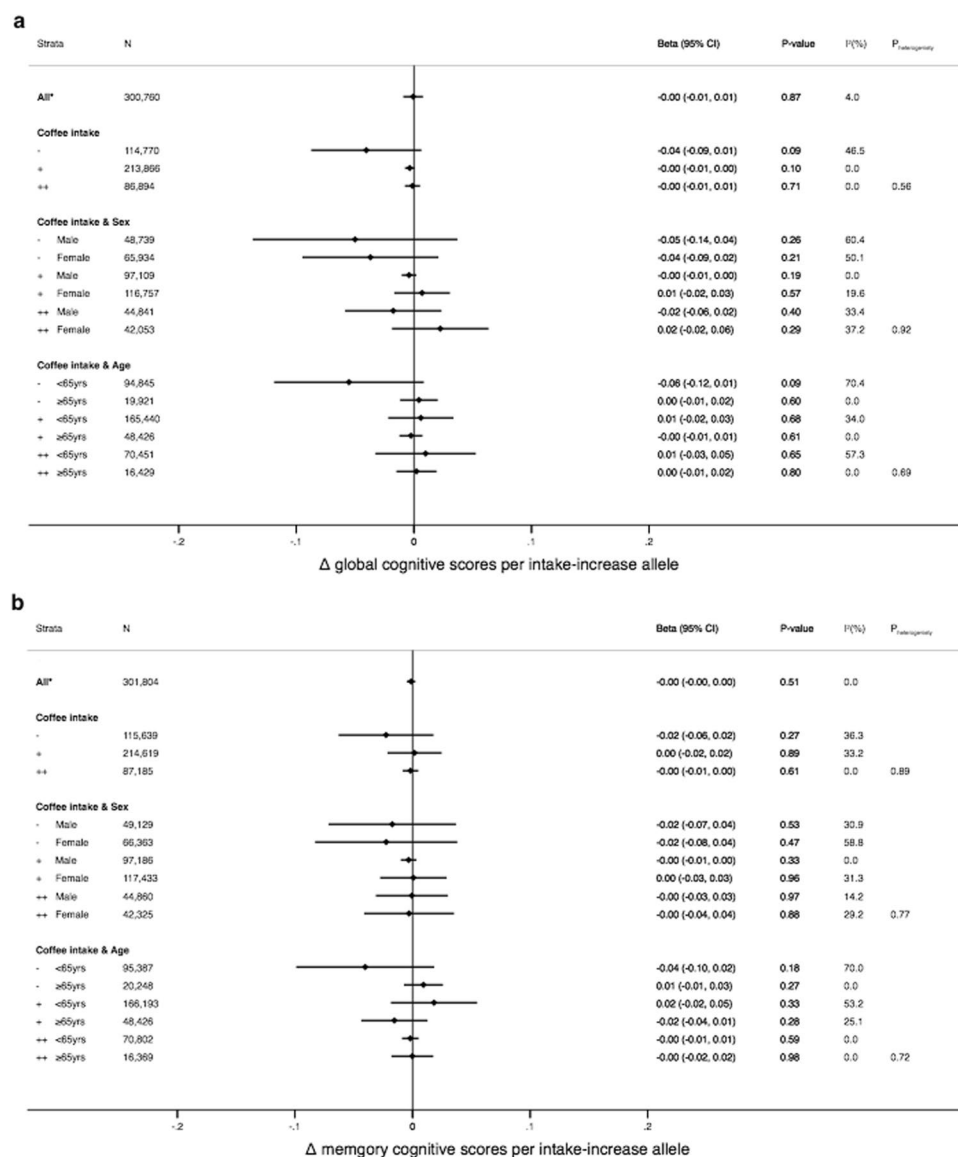 a
Strata N Beta (95% CI) P-value I²(%) P heterogeneity
All* 300,760 -0.00 (-0.01, 0.01) 0.87 4.0
Coffee intake
- 114,770 -0.04 (-0.09, 0.01) 0.09 46.5
+ 213,866 -0.00 (-0.01, 0.00) 0.10 0.0
++ 86,894 -0.00 (-0.01, 0.01) 0.71 0.0 0.56
Coffee intake & Sex
- Male 48,739 -0.05 (-0.14, 0.04) 0.26 60.4
- Female 65,934 -0.04 (-0.09, 0.02) 0.21 50.1
+ Male 97,109 -0.00 (-0.01, 0.00) 0.19 0.0
+ Female 116,757 0.01 (-0.02, 0.03) 0.57 19.6
++ Male 44,841 -0.02 (-0.06, 0.02) 0.40 33.4
++ Female 42,053 0.02 (-0.02, 0.06) 0.29 37.2 0.92
Coffee intake & Age
- <65yrs 94,845 -0.06 (-0.12, 0.01) 0.09 70.4
- ≥65yrs 19,921 0.00 (-0.01, 0.02) 0.60 0.0
+ <65yrs 165,440 0.01 (-0.02, 0.03) 0.68 34.0
+ ≥65yrs 48,426 -0.00 (-0.01, 0.01) 0.61 0.0
++ <65yrs 70,451 0.01 (-0.03, 0.05) 0.65 57.3
++ ≥65yrs 16,429 0.00 (-0.01, 0.02) 0.80 0.0 0.69
-.2 -.1 0 .1 .2
Δ global cognitive scores per intake-increase allele
b
Strata N Beta (95% CI) P-value I²(%) P heterogeneity
All* 301,804 -0.00 (-0.00, 0.00) 0.51 0.0
Coffee intake
- 115,639 -0.02 (-0.06, 0.02) 0.27 36.3
+ 214,619 0.00 (-0.02, 0.02) 0.89 33.2
++ 87,185 -0.00 (-0.01, 0.00) 0.61 0.0 0.89
Coffee intake & Sex
- Male 49,129 -0.02 (-0.07, 0.04) 0.53 30.9
- Female 66,363 -0.02 (-0.08, 0.04) 0.47 58.8
+ Male 97,186 -0.00 (-0.01, 0.00) 0.33 0.0
+ Female 117,433 0.00 (-0.03, 0.03) 0.96 31.3
++ Male 44,860 -0.00 (-0.03, 0.03) 0.97 14.2
++ Female 42,325 -0.00 (-0.04, 0.04) 0.88 29.2 0.77
Coffee intake & Age
- <65yrs 95,387 -0.04 (-0.10, 0.02) 0.18 70.0
- ≥65yrs 20,248 0.01 (-0.01, 0.03) 0.27 0.0
+ <65yrs 166,193 0.02 (-0.02, 0.05) 0.33 53.2
+ ≥65yrs 48,426 -0.02 (-0.04, 0.01) 0.28 25.1
++ <65yrs 70,802 -0.00 (-0.01, 0.01) 0.59 0.0
++ ≥65yrs 16,369 -0.00 (-0.02, 0.02) 0.98 0.0 0.72
-.2 -.1 0 .1 .2
Δ memgory cognitive scores per intake-increase allele